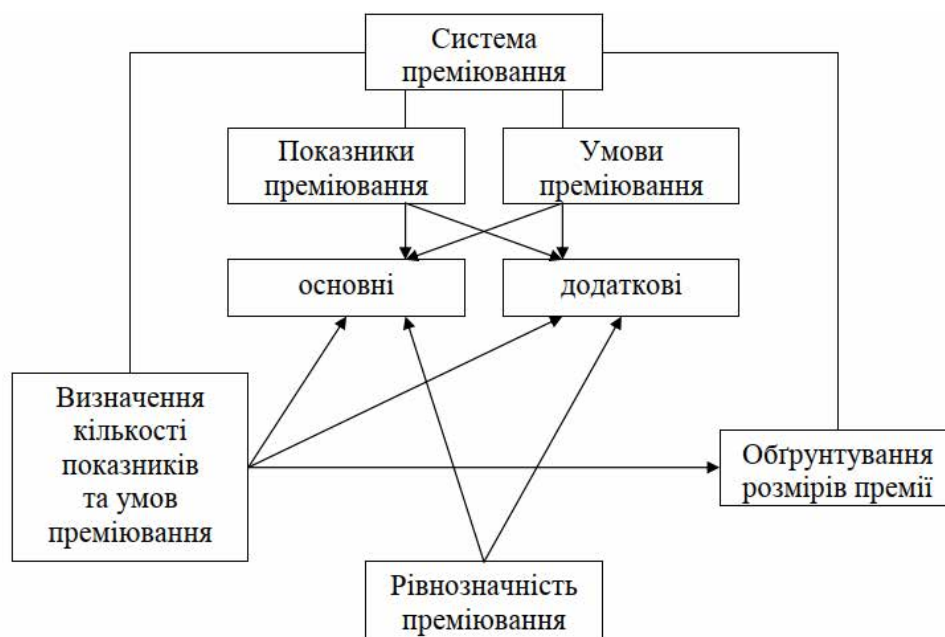 Система
преміювання
Показники
преміювання
Умови
преміювання
основні
додаткові
Визначення
кількості
показників
та умов
преміювання
Обґрунтування
розмірів премії
Рівнозначність
преміювання